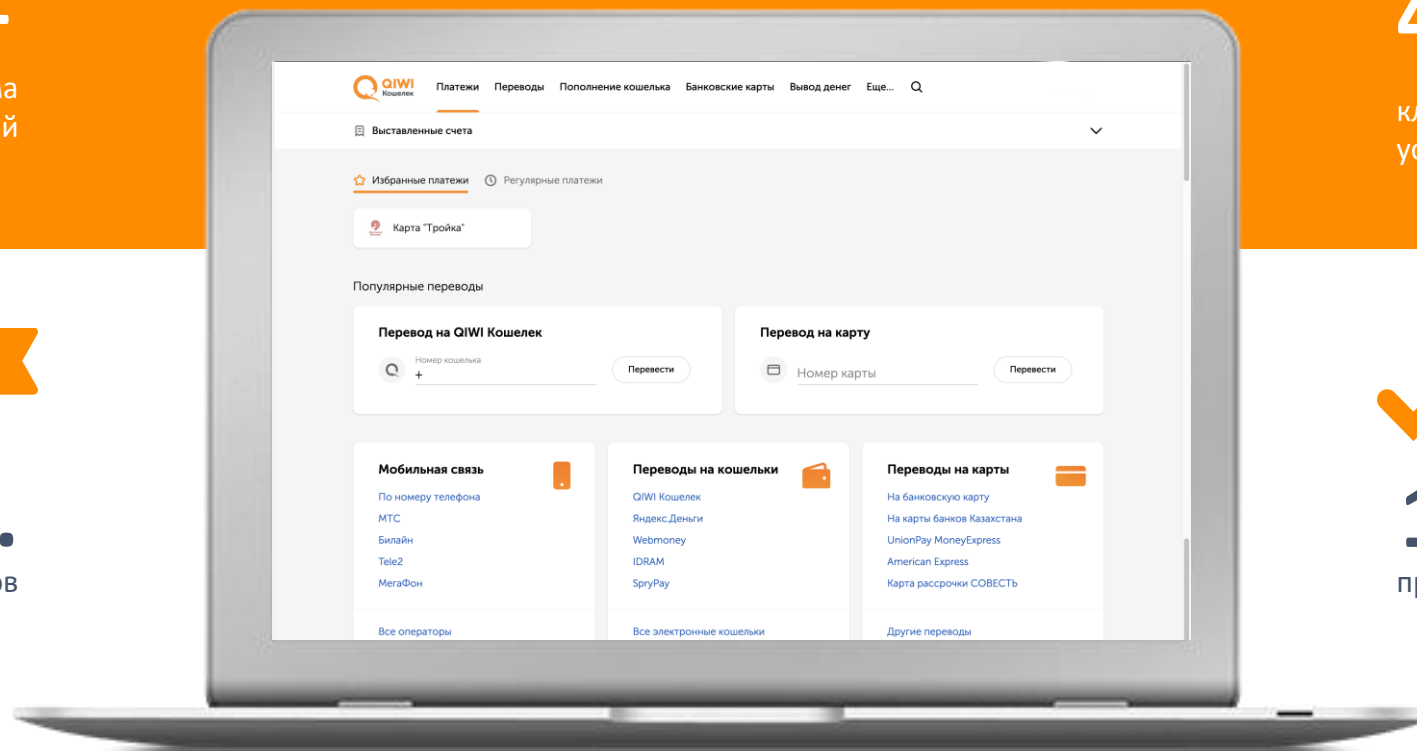 QIWI
Кошелек
Платежи Переводы Пополнение кошелька Банковские карты Вывод денег Еще...
Выставленные счета
Избранные платежи Регулярные платежи
Карта "Тройка"
Популярные переводы
Перевод на QIWI Кошелек
Номер кошелька
+
Перевести
Перевод на карту
Номер карты
Перевести
Мобильная связь
По номеру телефона
МТС
Билайн
Tele2
МегаФон
Все операторы
Переводы на кошельки
QIWI Кошелек
Яндекс.Деньги
Webmoney
IDRAM
SpryPay
Все электронные кошельки
Переводы на карты
На банковскую карту
На карты банков Казахстана
UnionPay MoneyExpress
American Express
Карта рассрочки СОВЕСТЬ
Другие переводы